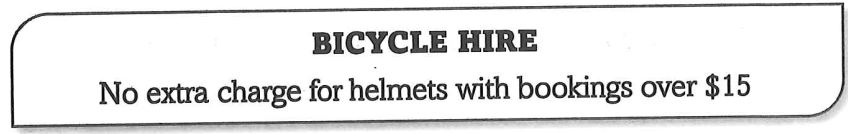 BICYCLE HIRE
No extra charge for helmets with bookings over $15